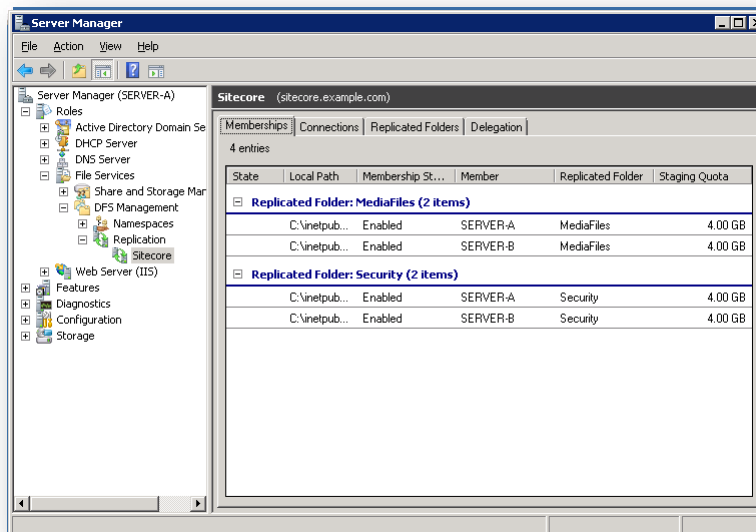 Server Manager
File Action View Help
Server Manager (SERVER-A)
Roles
Active Directory Domain Se
DHCP Server
DNS Server
File Services
Share and Storage Mar
DFS Management
Namespaces
Replication
Sitecore
Web Server (IIS)
Features
Diagnostics
Configuration
Storage
Sitecore (sitecore.example.com)
Memberships Connections Replicated Folders Delegation
4 entries
State Local Path Membership St... Member Replicated Folder Staging Quota
Replicated Folder: MediaFiles (2 items)
C:\inetpub... Enabled SERVER-A MediaFiles 4.00 GB
C:\inetpub... Enabled SERVER-B MediaFiles 4.00 GB
Replicated Folder: Security (2 items)
C:\inetpub... Enabled SERVER-A Security 4.00 GB
C:\inetpub... Enabled SERVER-B Security 4.00 GB